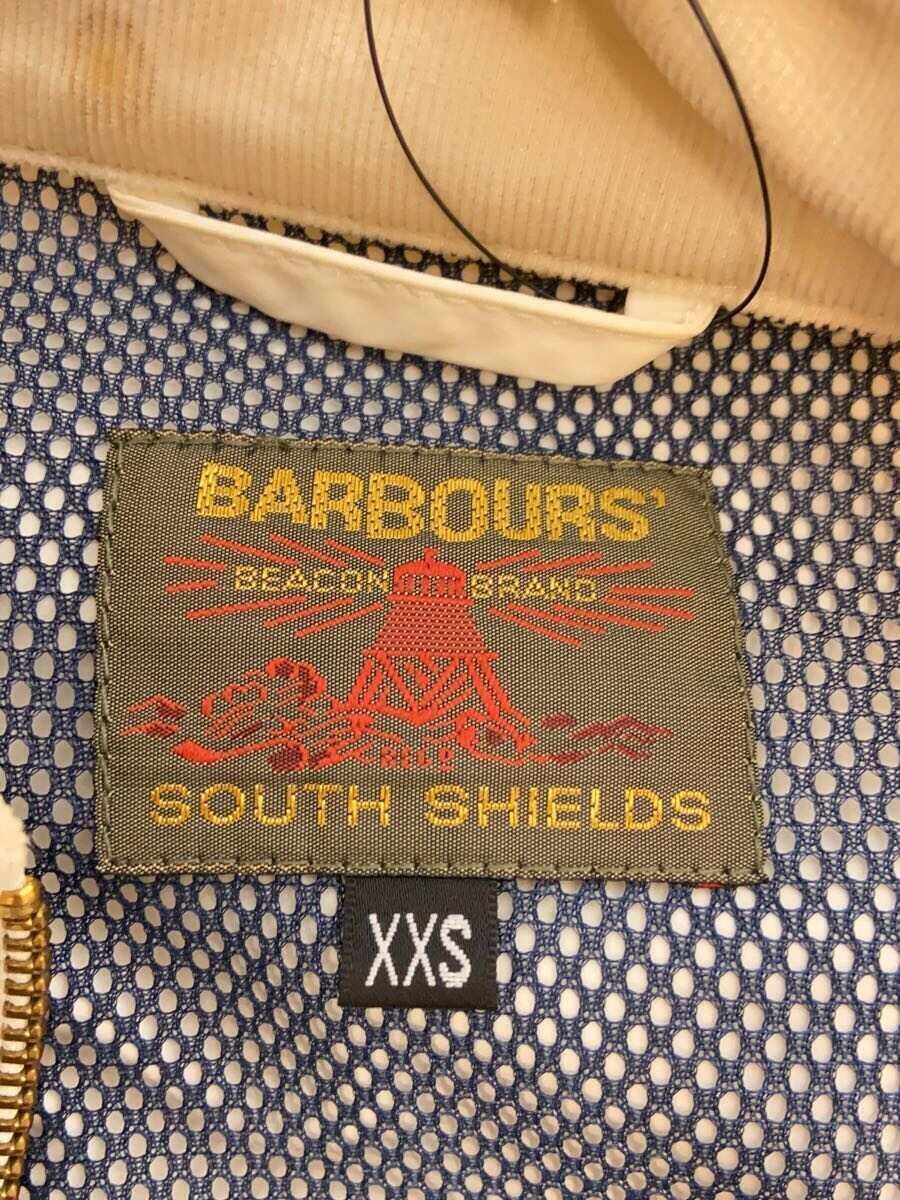 BARBOURS'
BEACON BRAND
SOUTH SHIELDS
XXS